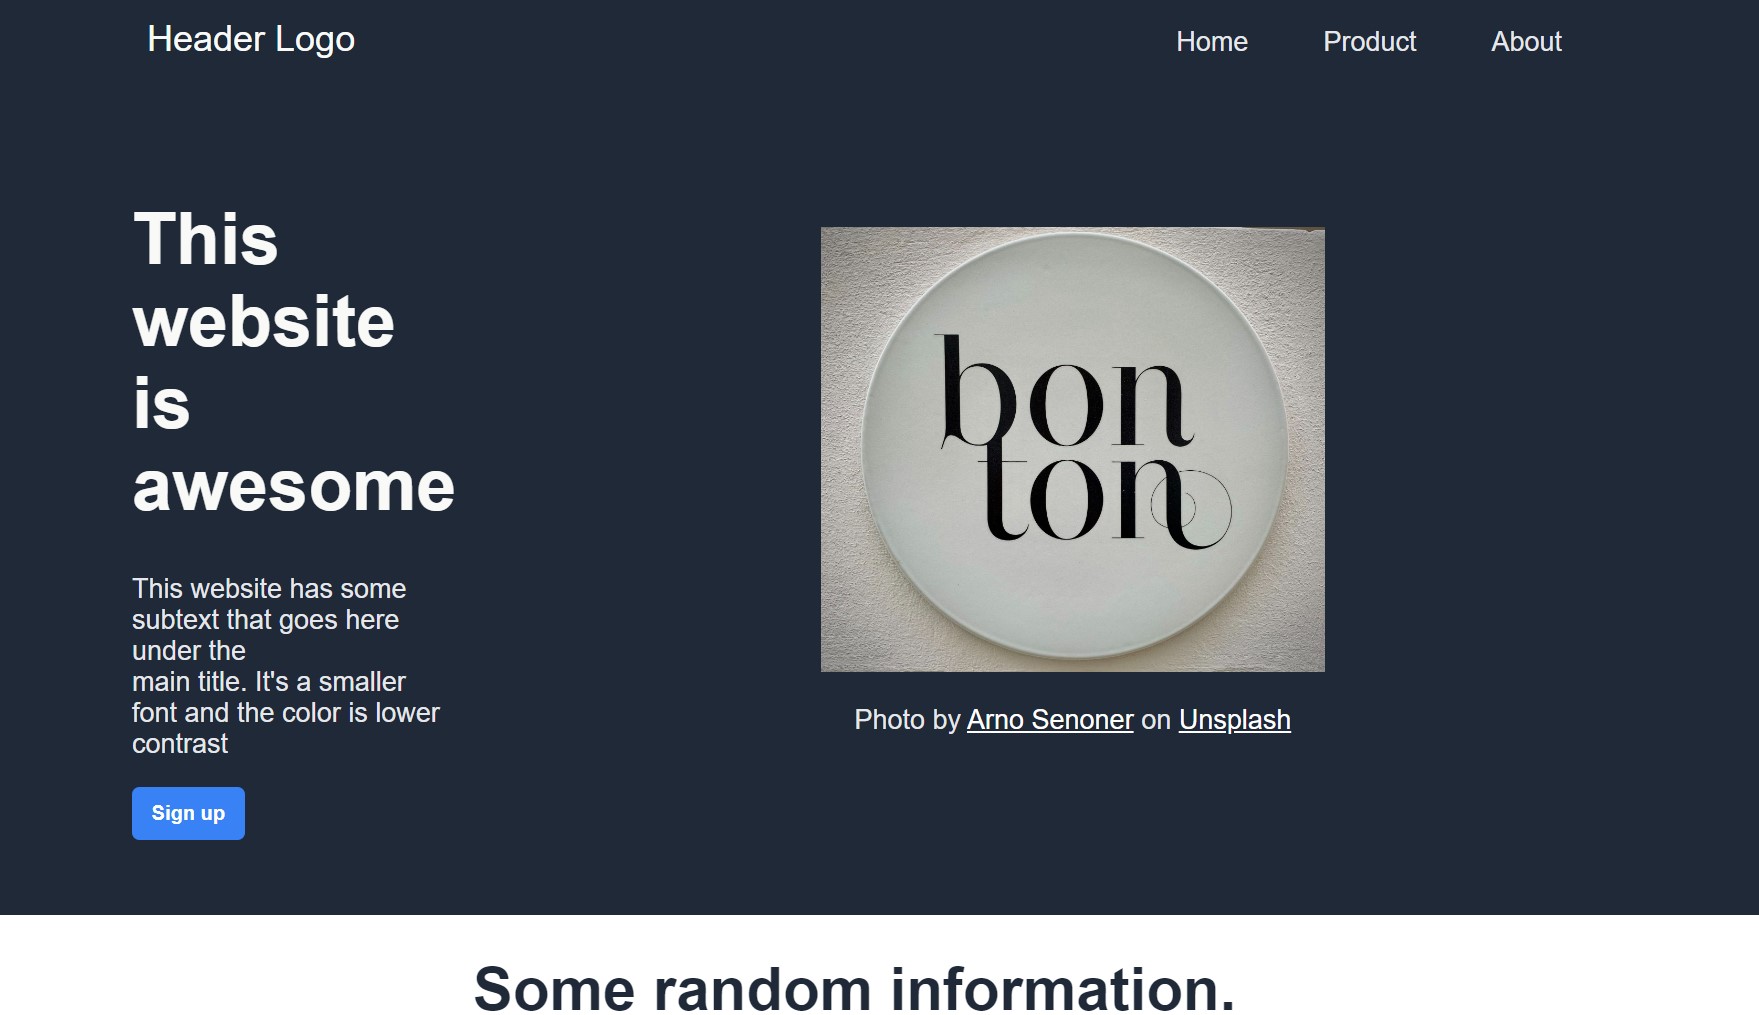 Header Logo
Home Product About
This
website
is
awesome
This website has some
subtext that goes here
under the
main title. It's a smaller
font and the color is lower
contrast
Sign up
bon
ton
Photo by Arno Senoner on Unsplash
Some random information.